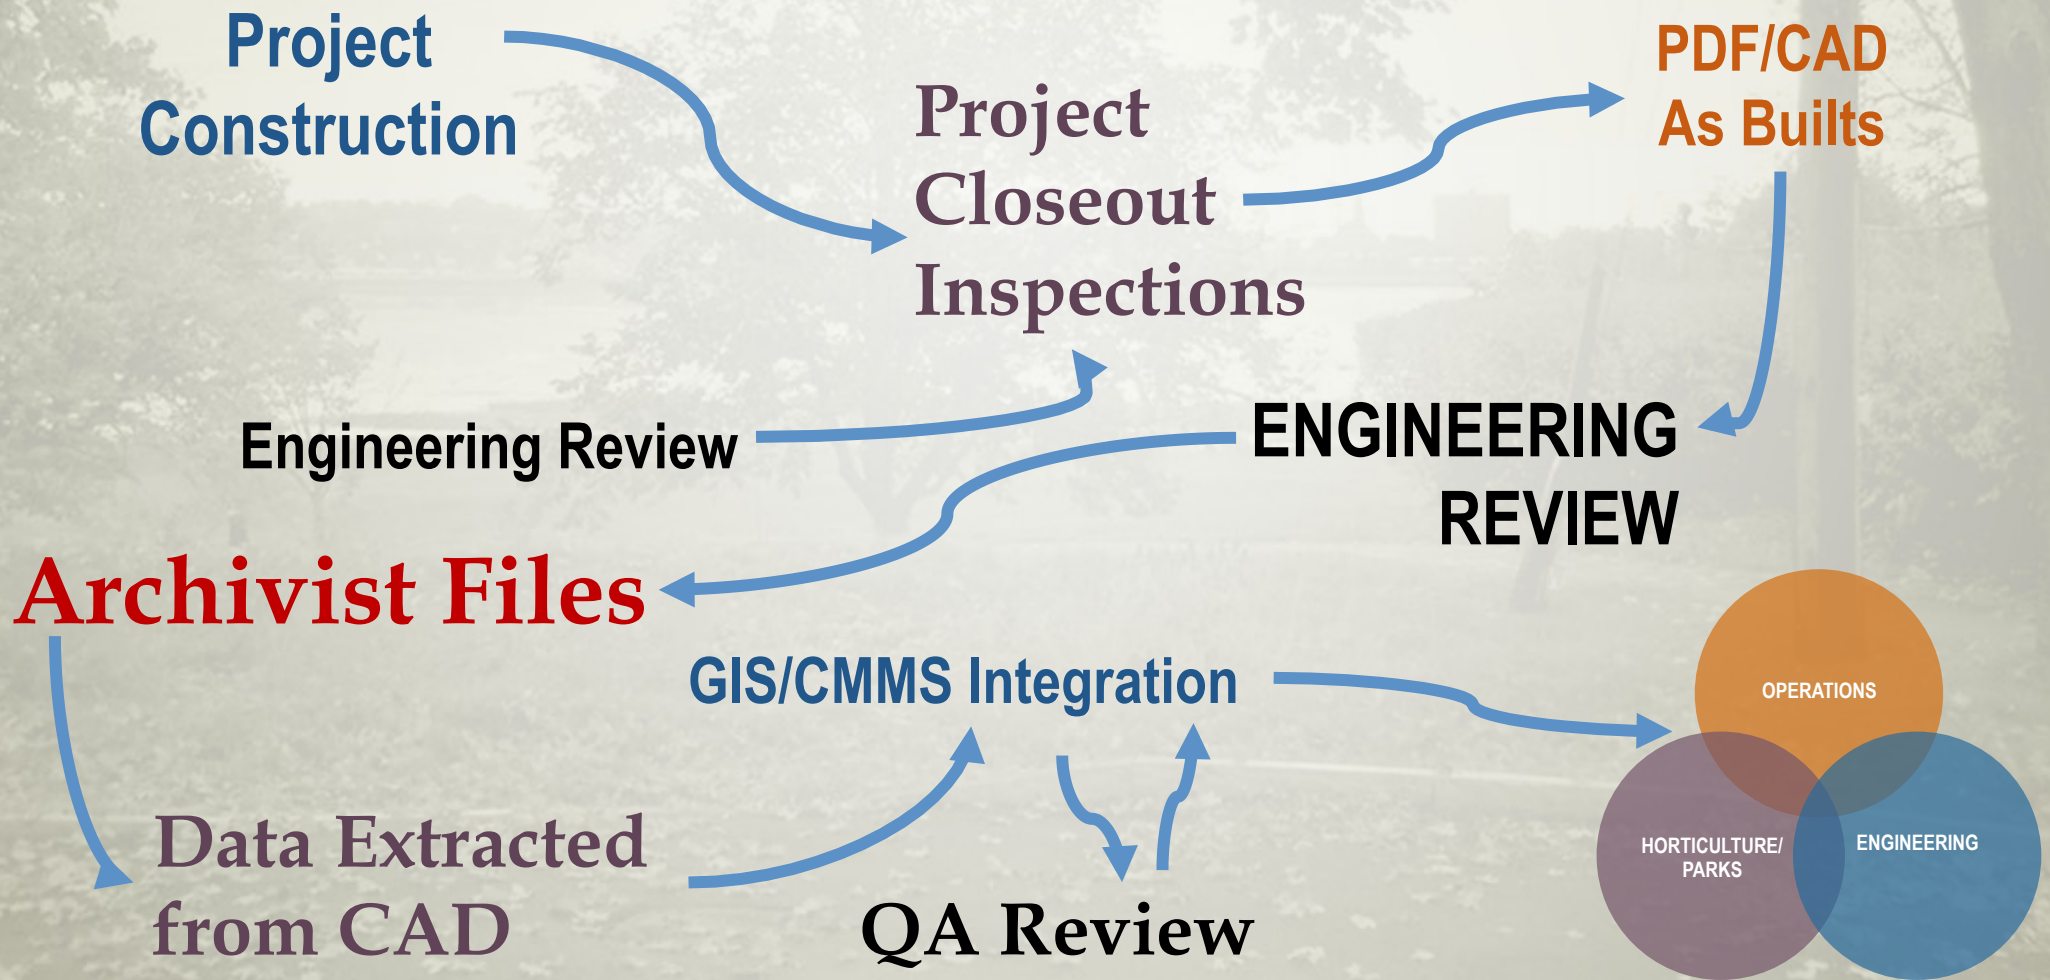 Project
Construction
Project
Closeout
Inspections
PDF/CAD
As Builts
Engineering Review
ENGINEERING
REVIEW
Archivist Files
GIS/CMMS Integration
Data Extracted
from CAD
QA Review
OPERATIONS
HORTICULTURE/
PARKS
ENGINEERING